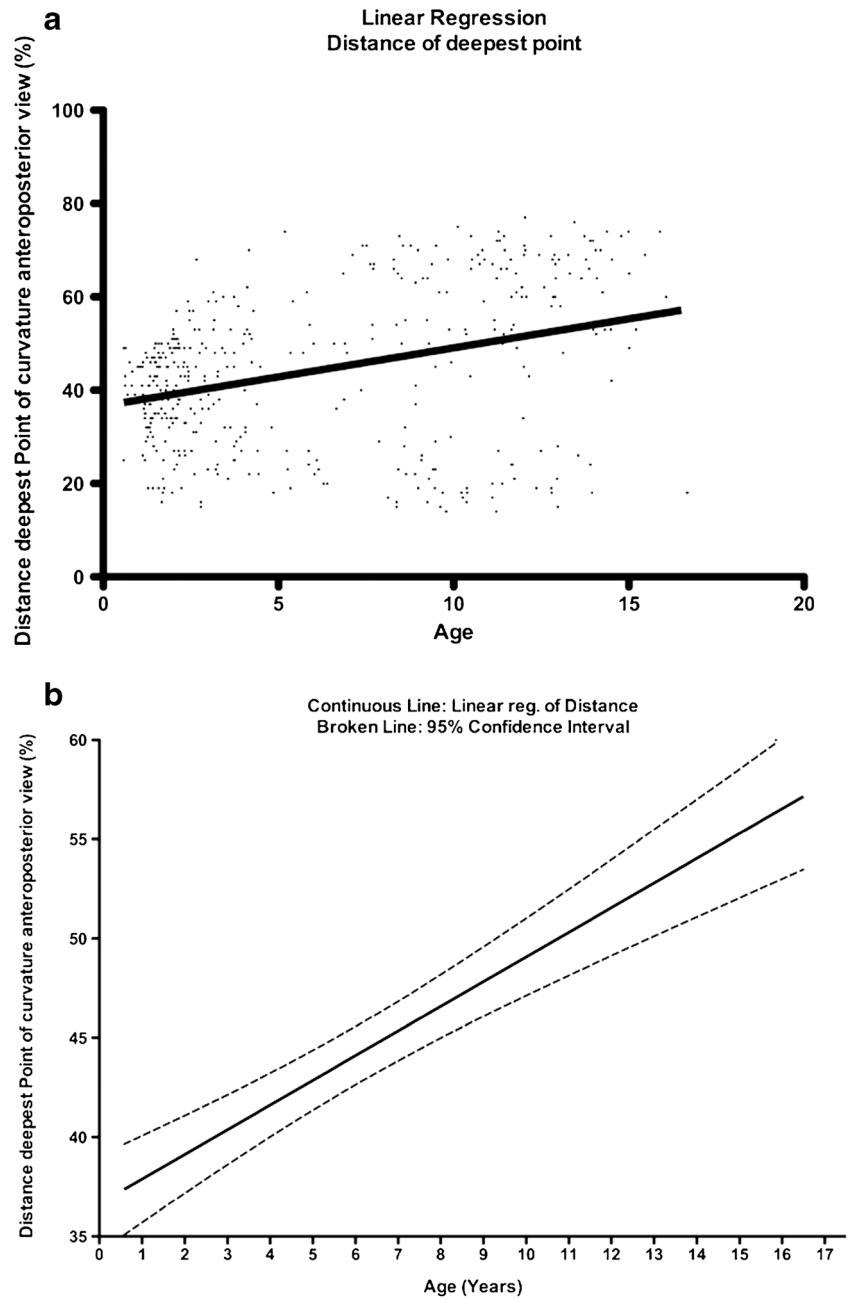 a
Linear Regression
Distance of deepest point
Distance deepest Point of curvature anteroposterior view (%)
100
80
60
40
20
0
0 5 10 15 20
Age
b
Continuous Line: Linear reg. of Distance
Broken Line: 95% Confidence Interval
Distance deepest Point of curvature anteroposterior view (%)
60
55
50
45
40
35
0 1 2 3 4 5 6 7 8 9 10 11 12 13 14 15 16 17
Age (Years)